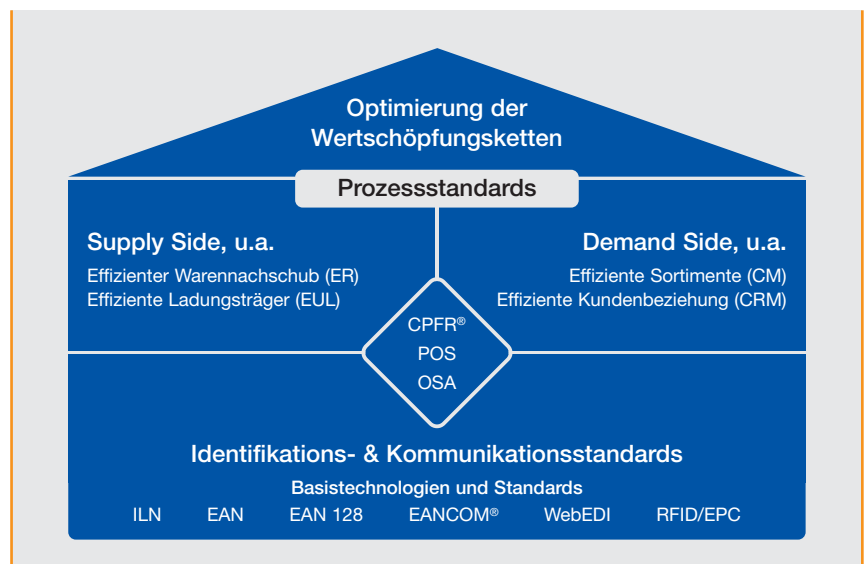 Optimierung der
Wertschöpfungsketten
Prozessstandards
Supply Side, u.a.
Effizienter Warennachschub (ER)
Effiziente Ladungsträger (EUL)
Demand Side, u.a.
Effiziente Sortimente (CM)
Effiziente Kundenbeziehung (CRM)
CPFR®
POS
OSA
Identifikations- & Kommunikationsstandards
Basistechnologien und Standards
ILN EAN EAN 128 EANCOM® WebEDI RFID/EPC